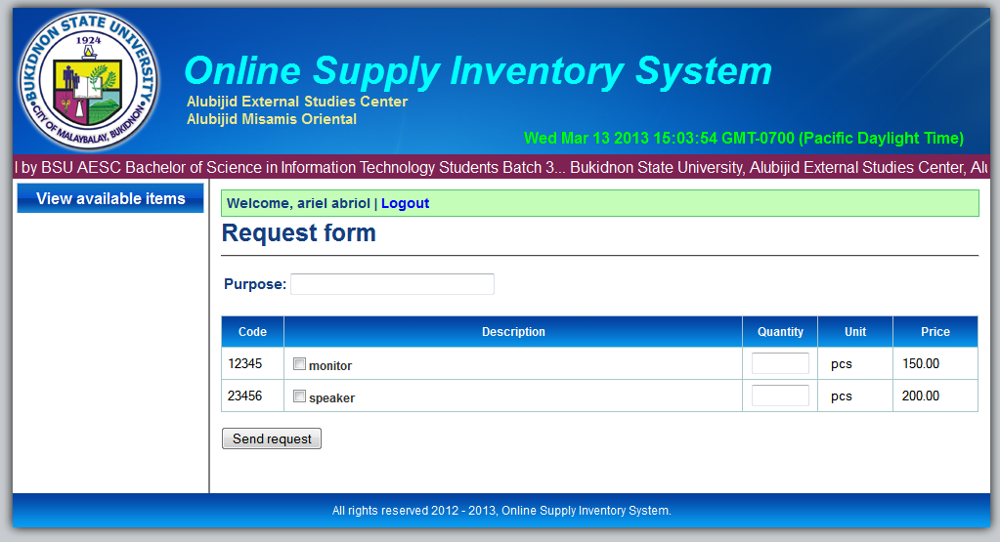 BUKIDNON STATE UNIVERSITY
1924
CITY OF MALAYBALAY, BUKIDNON
Online Supply Inventory System
Alubijid External Studies Center
Alubijid Misamis Oriental
Wed Mar 13 2013 15:03:54 GMT-0700 (Pacific Daylight Time)
l by BSU AESC Bachelor of Science in Information Technology Students Batch 3... Bukidnon State University, Alubijid External Studies Center, Alu
View available items
Welcome, ariel abriol | Logout
Request form
Purpose:
Code Description Quantity Unit Price
12345 monitor pcs 150.00
23456 speaker pcs 200.00
Send request
All rights reserved 2012 - 2013, Online Supply Inventory System.